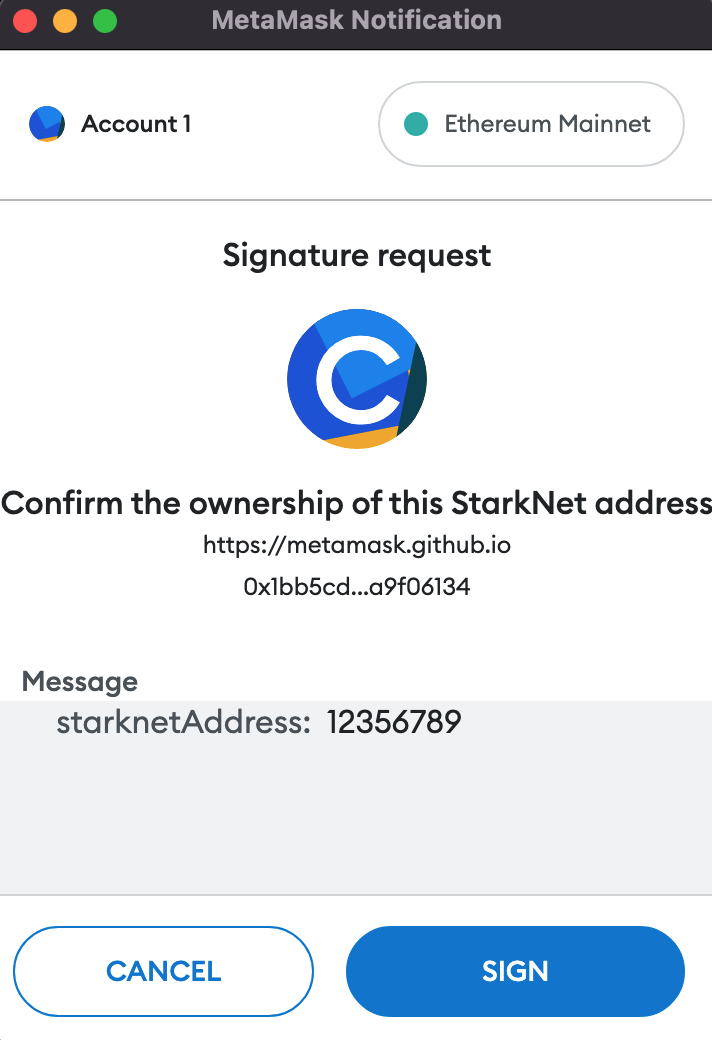 MetaMask Notification
Account 1
Ethereum Mainnet
Signature request
C
Confirm the ownership of this StarkNet address
https://metamask.github.io
0x1bb5cd...a9f06134
Message
starknetAddress: 12356789
CANCEL
SIGN